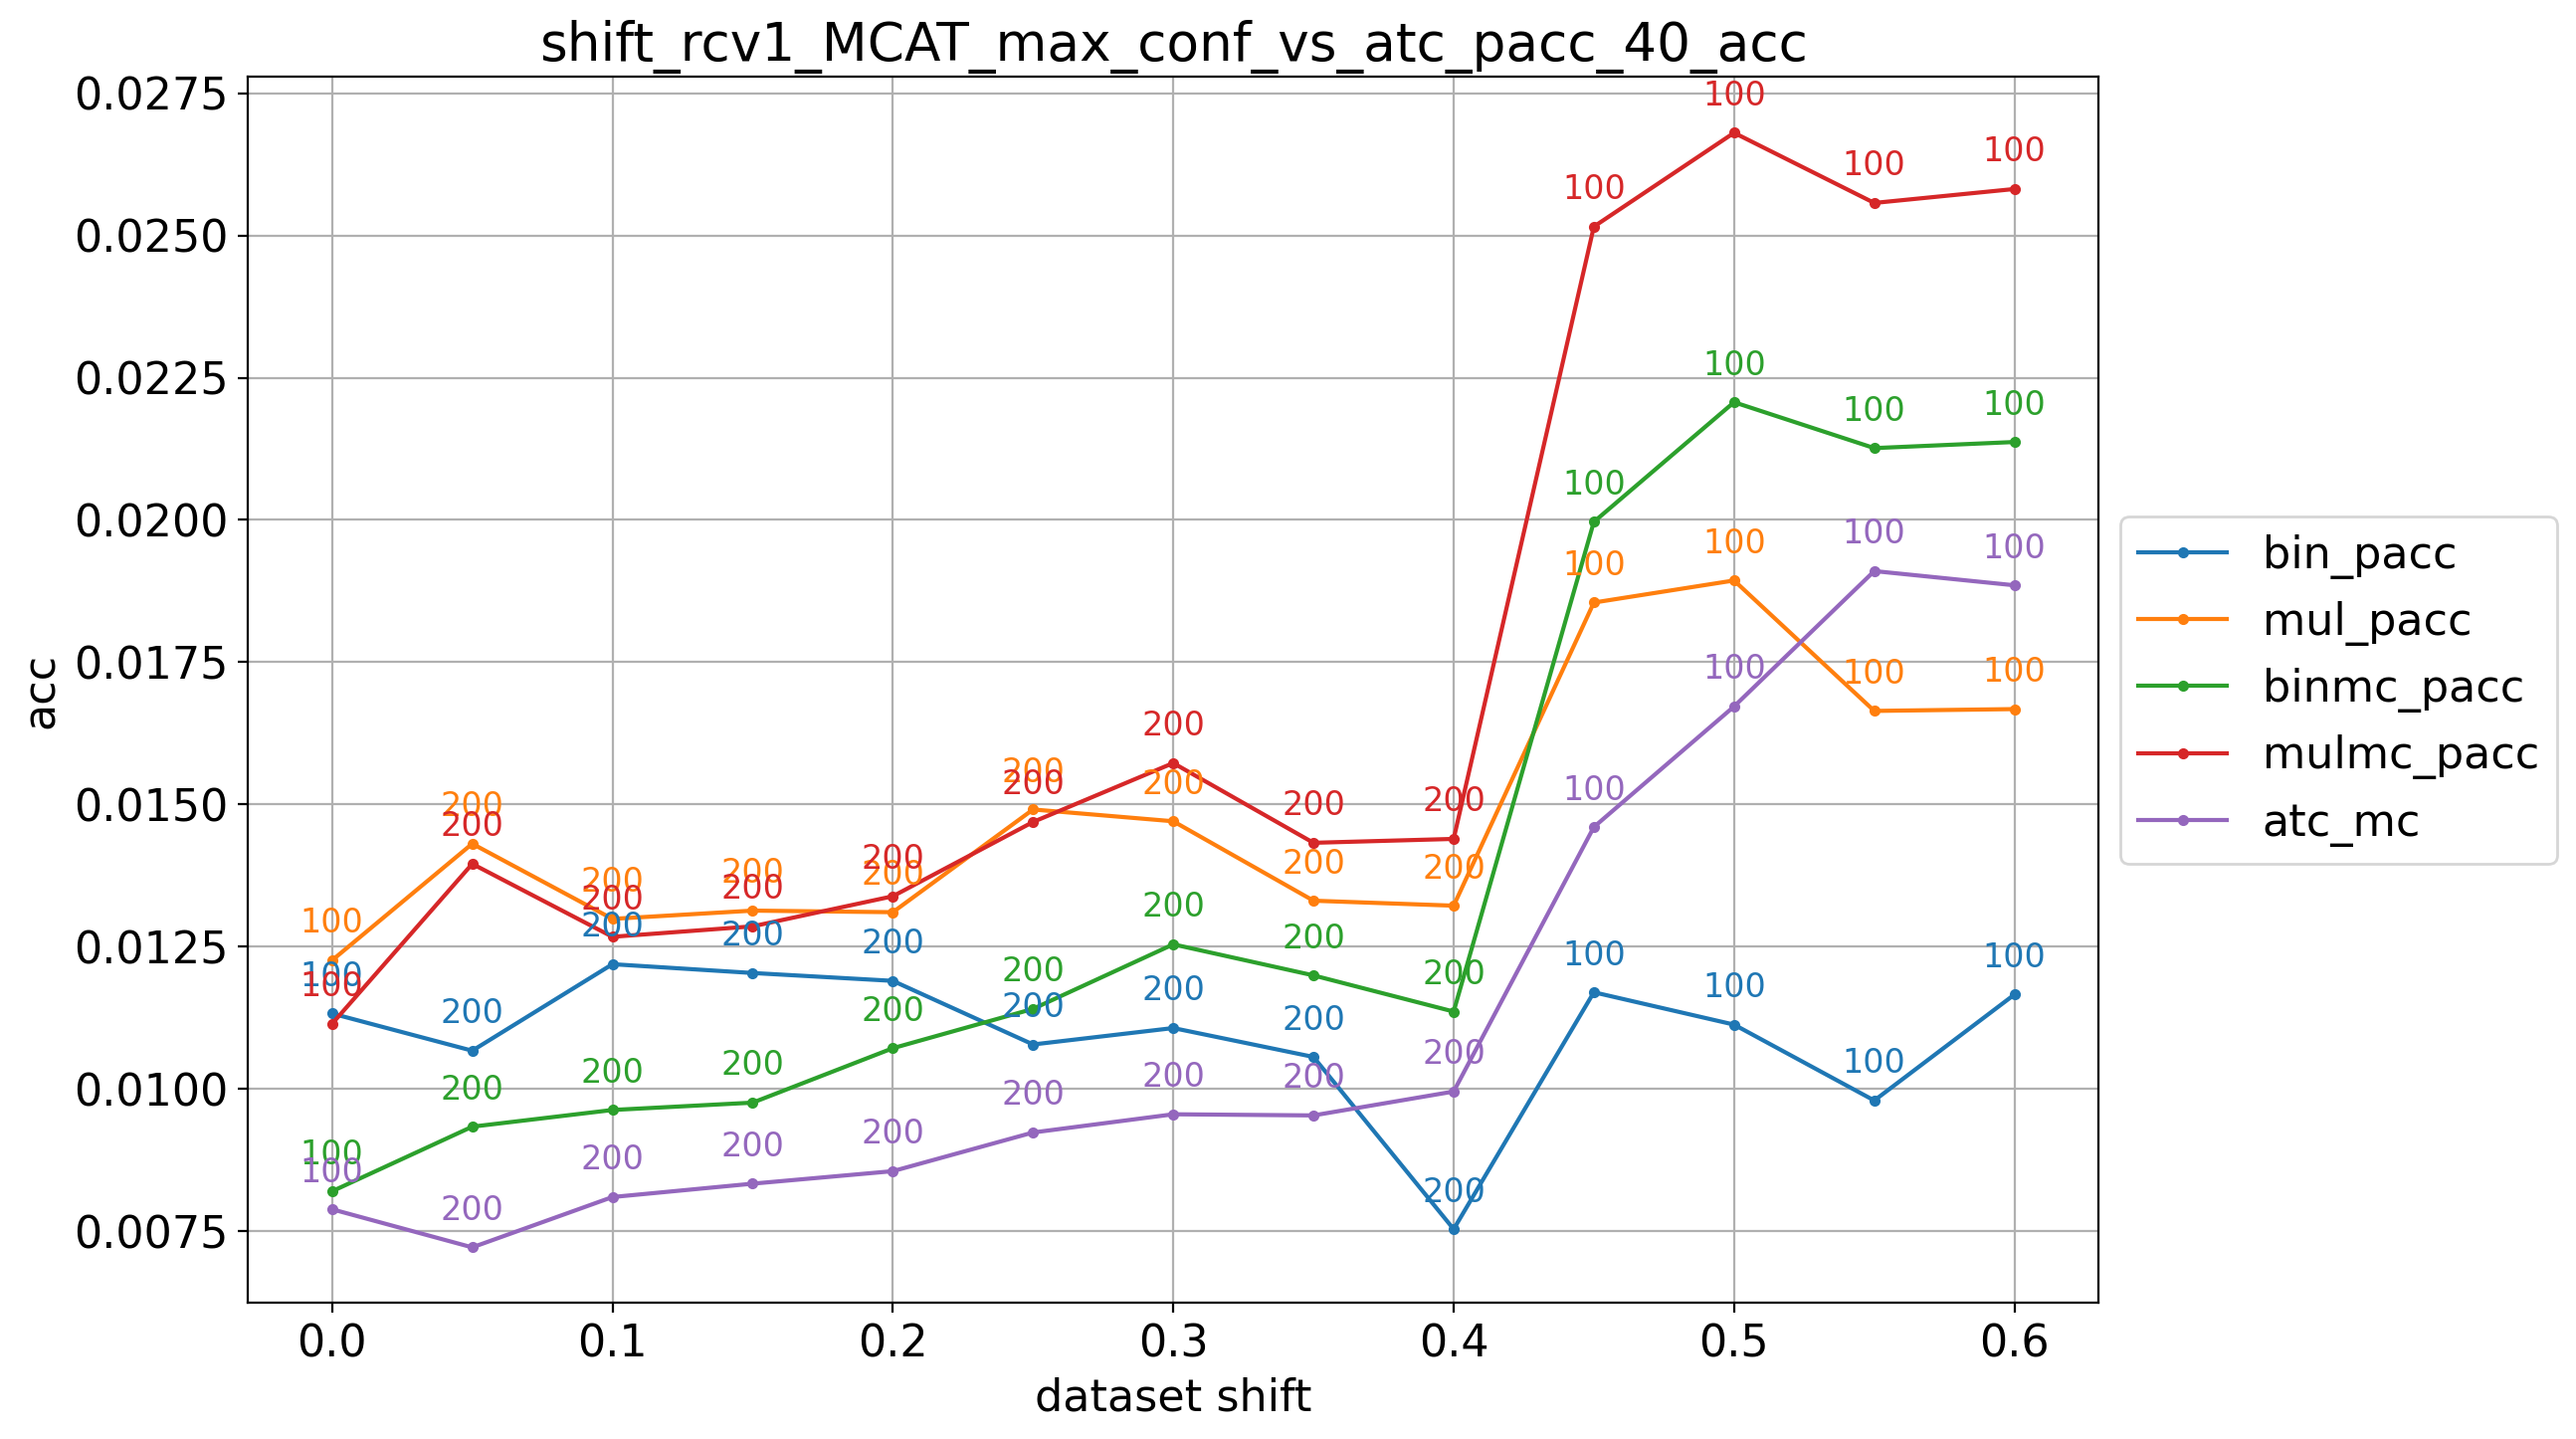 shift_rcv1_MCAT_max_conf_vs_atc_pacc_40_acc
0.0275
0.0250
0.0225
0.0200
0.0175
0.0150
0.0125
0.0100
0.0075
acc
100 200 200 200 200 200 200 200 200 100 100 100 100
100 200 200 200 200 200 200 200 200 100 100 100 100
100 200 200 200 200 200 200 200 200 100 100 100 100
100 200 200 200 200 200 200 200 200 100 100 100 100
100 200 200 200 200 200 200 200 200 100 100 100 100
0.0 0.1 0.2 0.3 0.4 0.5 0.6
dataset shift
bin_pacc
mul_pacc
binmc_pacc
mulmc_pacc
atc_mc